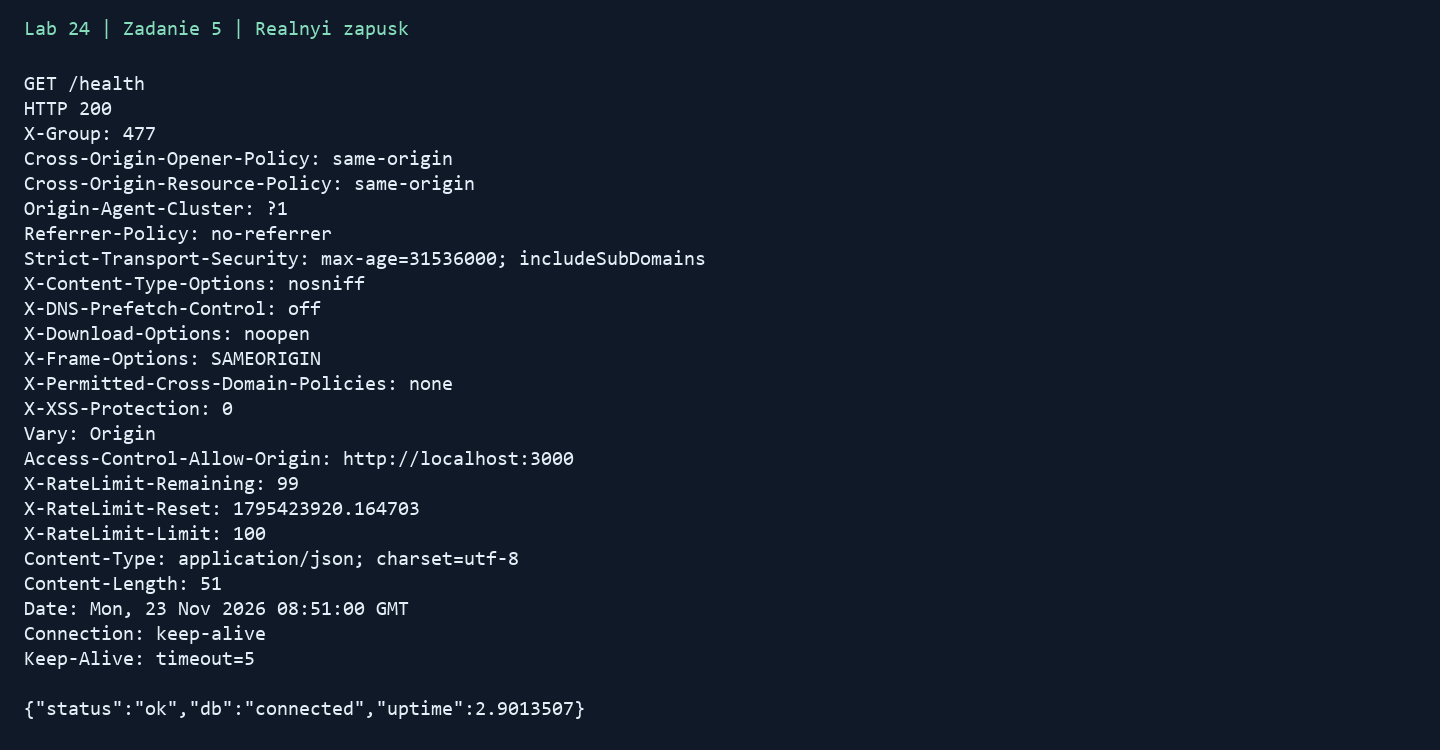 Lab 24 | Zadanie 5 | Realnyi zapusk
GET /health
HTTP 200
X-Group: 477
Cross-Origin-Opener-Policy: same-origin
Cross-Origin-Resource-Policy: same-origin
Origin-Agent-Cluster: ?1
Referrer-Policy: no-referrer
Strict-Transport-Security: max-age=31536000; includeSubDomains
X-Content-Type-Options: nosniff
X-DNS-Prefetch-Control: off
X-Download-Options: noopen
X-Frame-Options: SAMEORIGIN
X-Permitted-Cross-Domain-Policies: none
X-XSS-Protection: 0
Vary: Origin
Access-Control-Allow-Origin: http://localhost:3000
X-RateLimit-Remaining: 99
X-RateLimit-Reset: 1795423920.164703
X-RateLimit-Limit: 100
Content-Type: application/json; charset=utf-8
Content-Length: 51
Date: Mon, 23 Nov 2026 08:51:00 GMT
Connection: keep-alive
Keep-Alive: timeout=5
{"status":"ok","db":"connected","uptime":2.9013507}